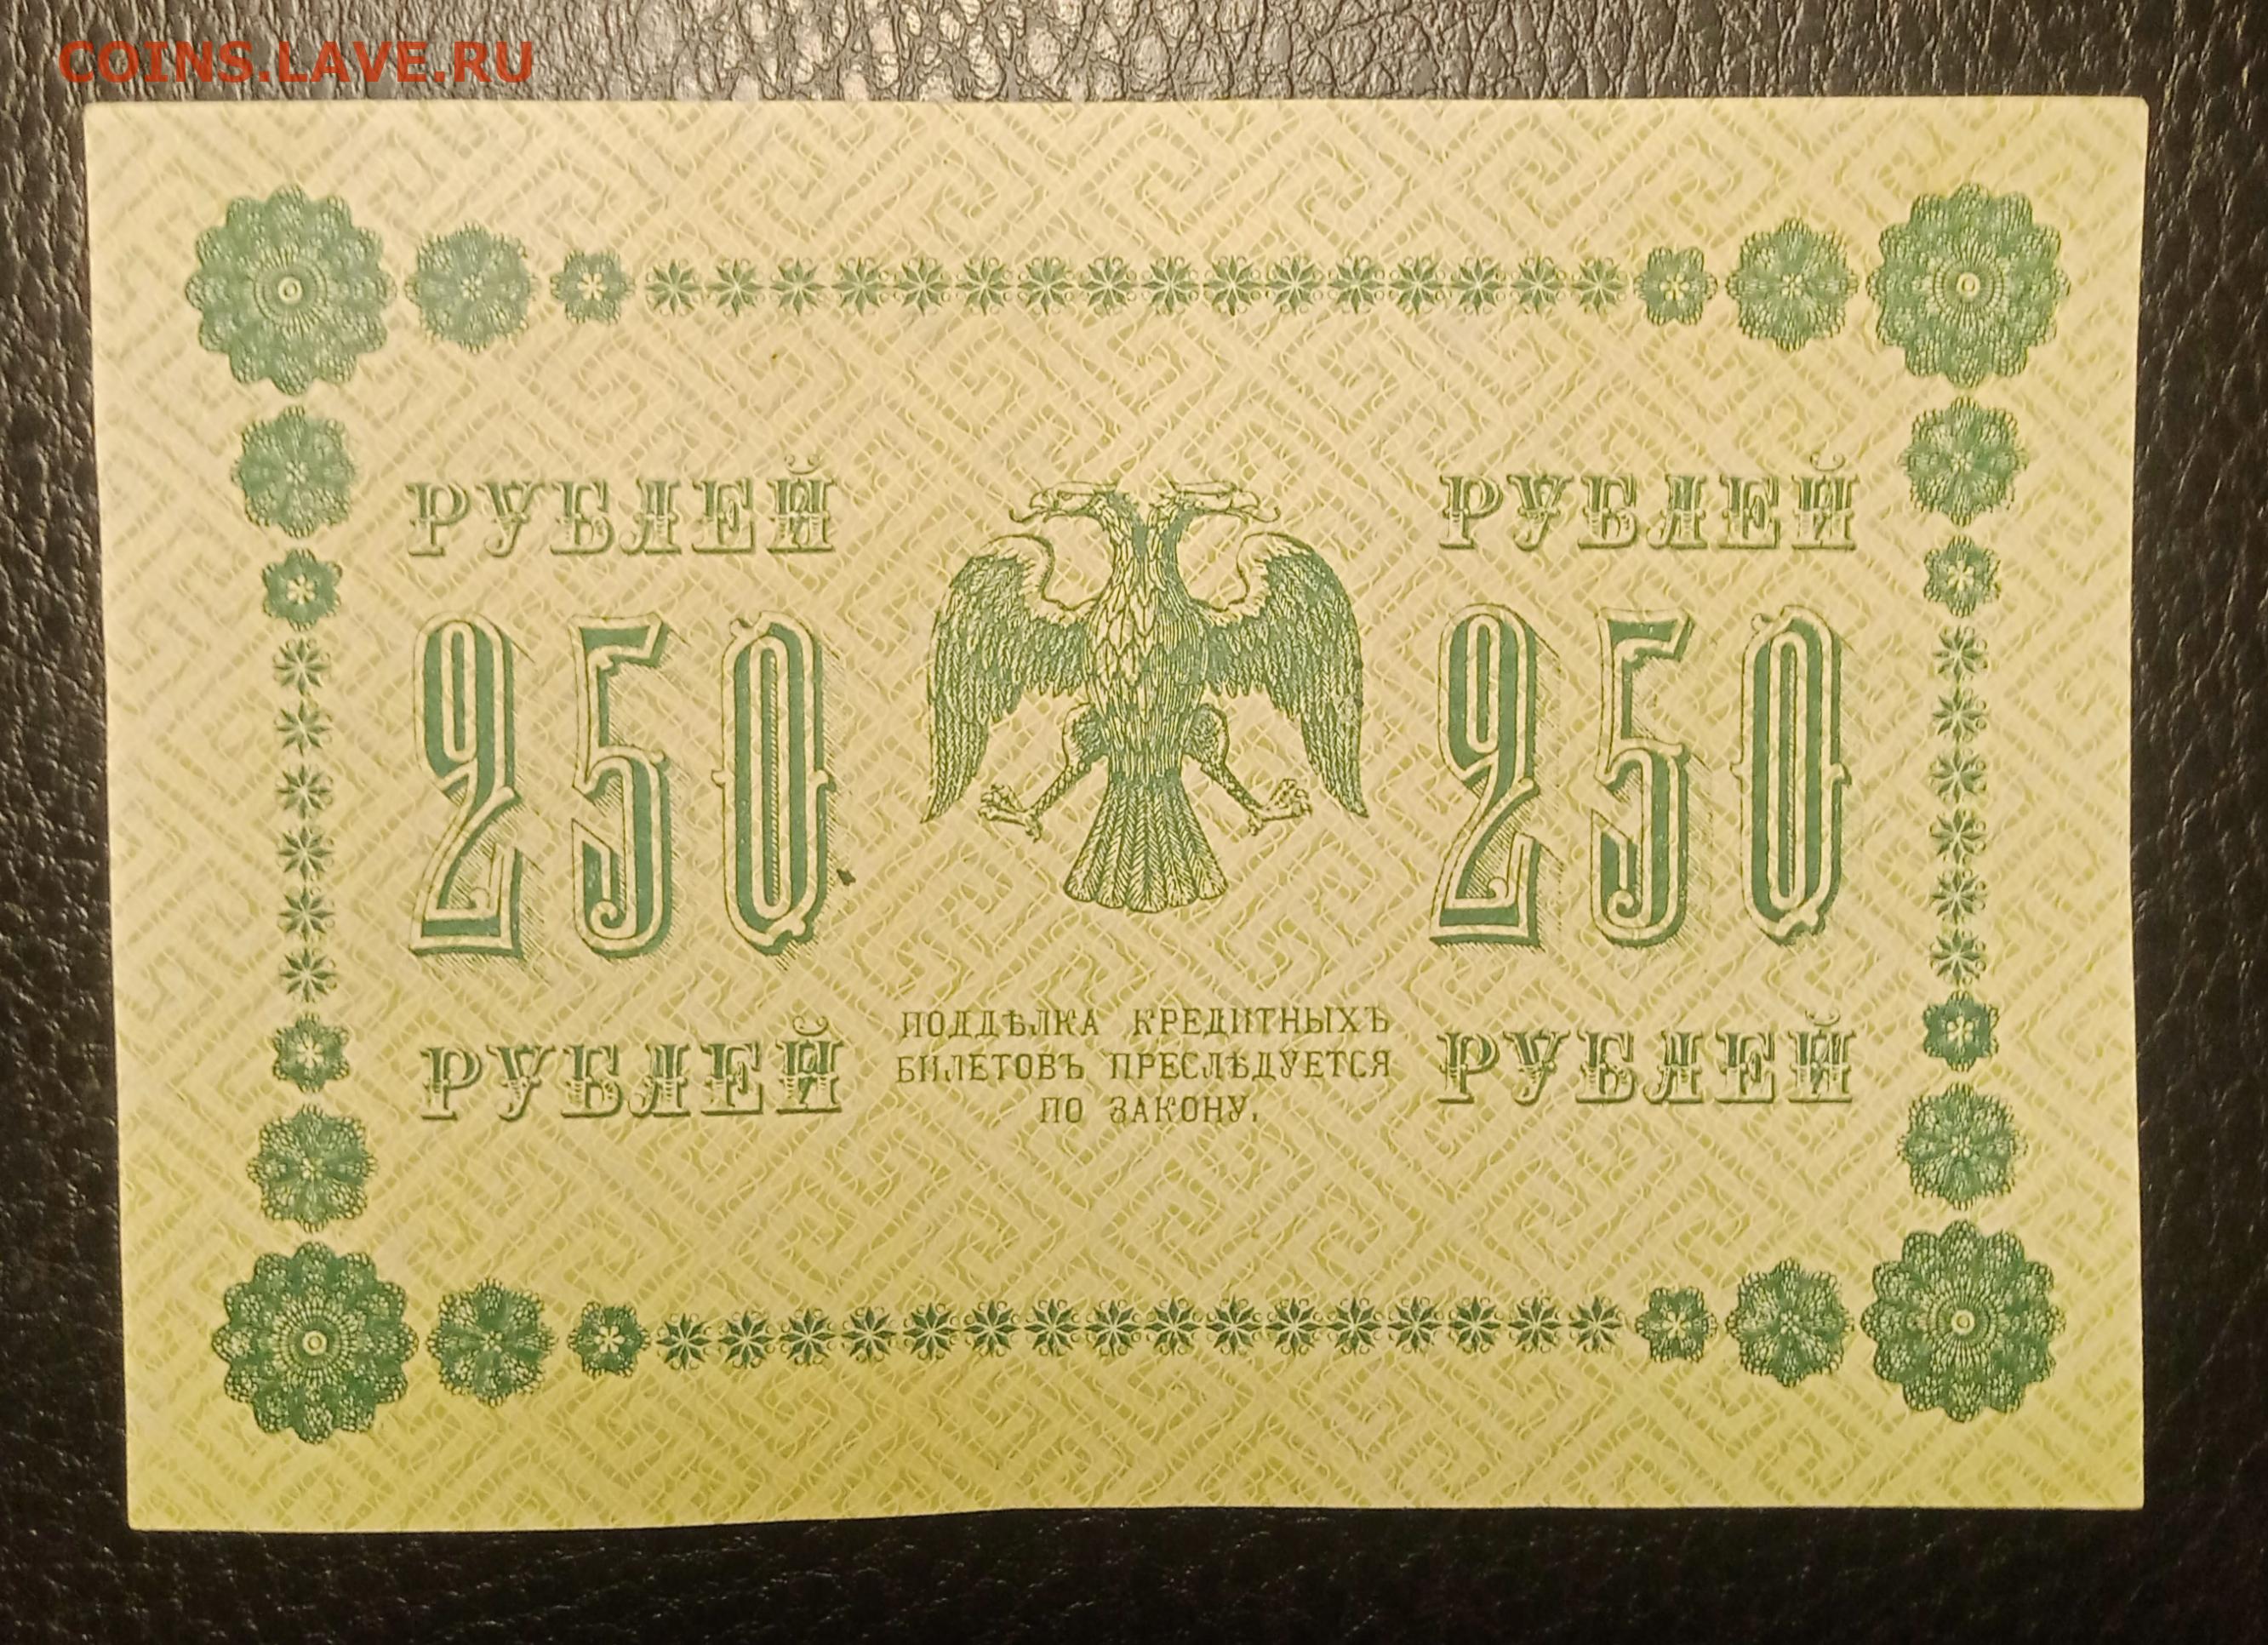 COINS.LAVE.RU
РУБЛЕЙ
250
РУБЛЕЙ
ПОДДѢЛКА КРЕДИТНЫХЪ
БИЛЕТОВЪ ПРЕСЛѢДУЕТСЯ
ПО ЗАКОНУ.
РУБЛЕЙ
250
РУБЛЕЙ